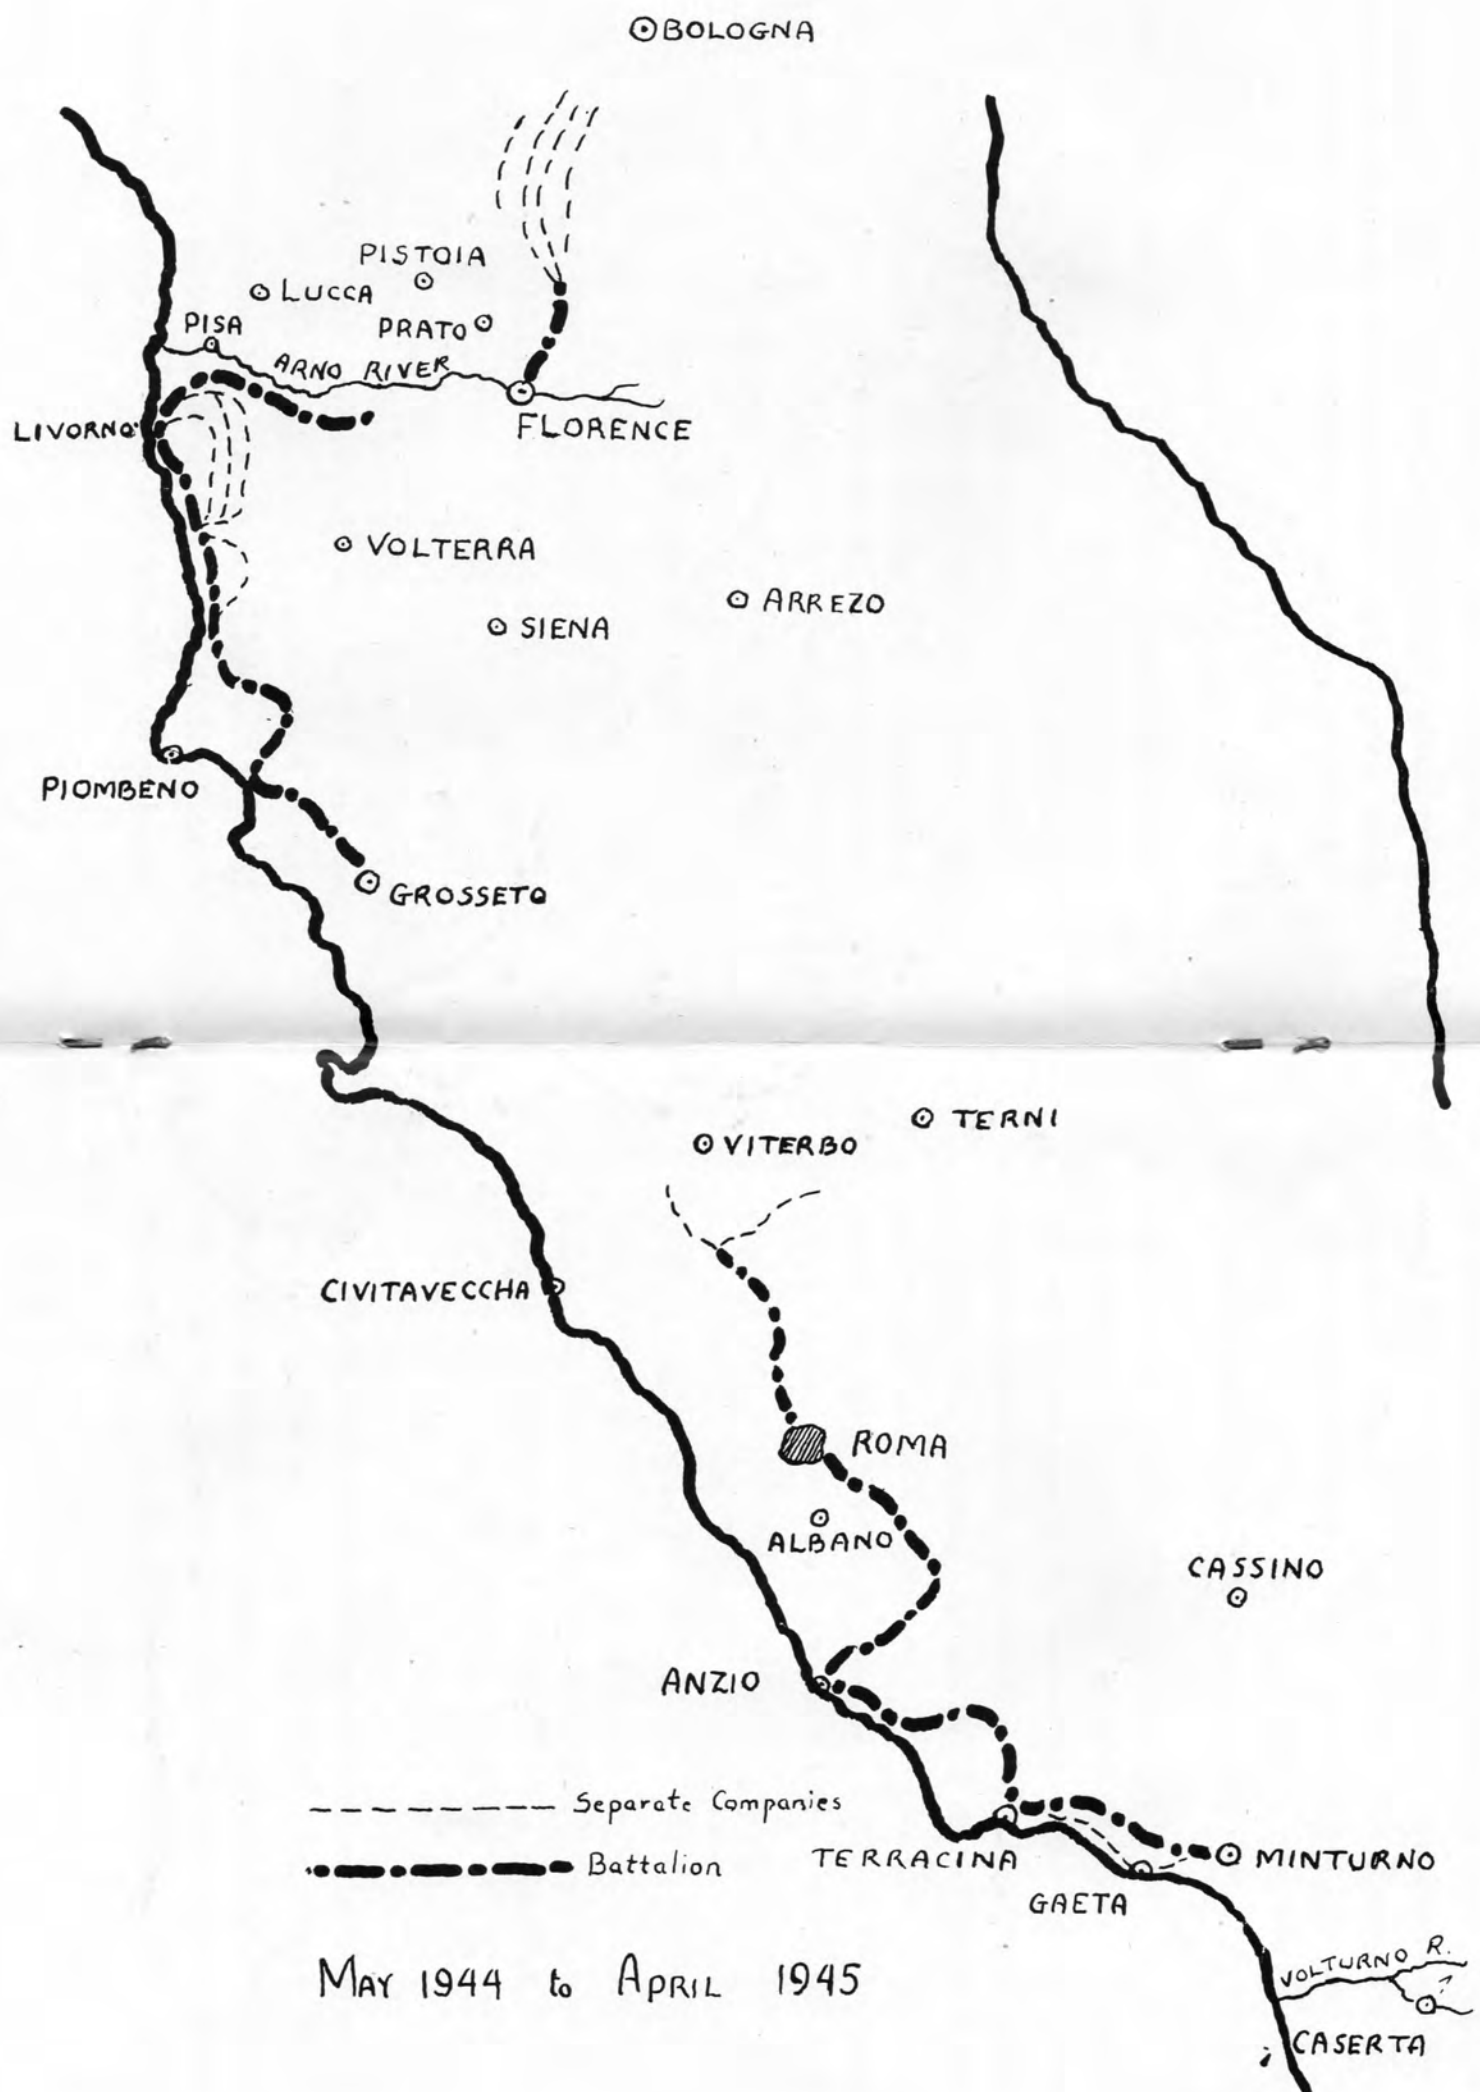 BOLOGNA
PISTOIA
LUCCA
PISA
PRATO
ARNO RIVER
LIVORNO
FLORENCE
VOLTERRA
ARREZO
SIENA
PIOMBENO
GROSSETO
TERNI
VITERBO
CIVITAVECCHA
ROMA
ALBANO
CASSINO
ANZIO
Separate Companies
Battalion
TERRACINA
MINTURNO
GAETA
MAY 1944 to APRIL 1945
VOLTURNO R.
?
CASERTA